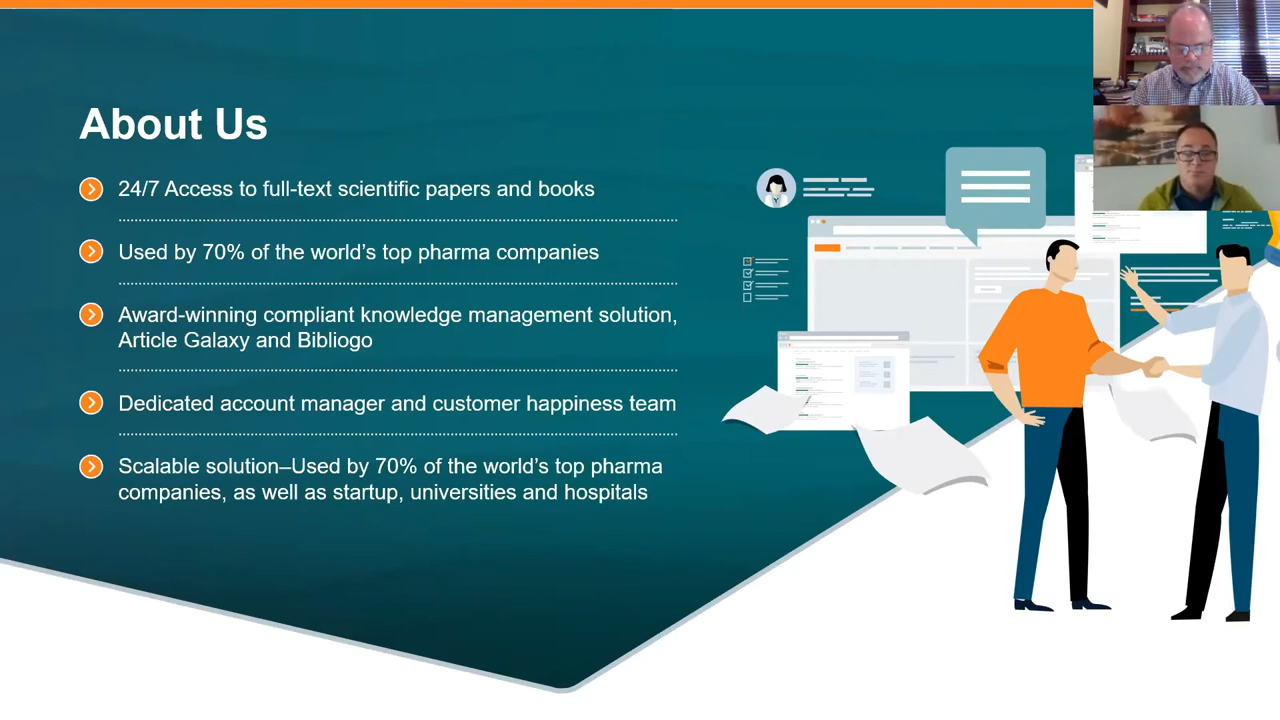 About Us
24/7 Access to full-text scientific papers and books
Used by 70% of the world’s top pharma companies
Award-winning compliant knowledge management solution,
Article Galaxy and Bibliogo
Dedicated account manager and customer happiness team
Scalable solution–Used by 70% of the world’s top pharma
companies, as well as startup, universities and hospitals